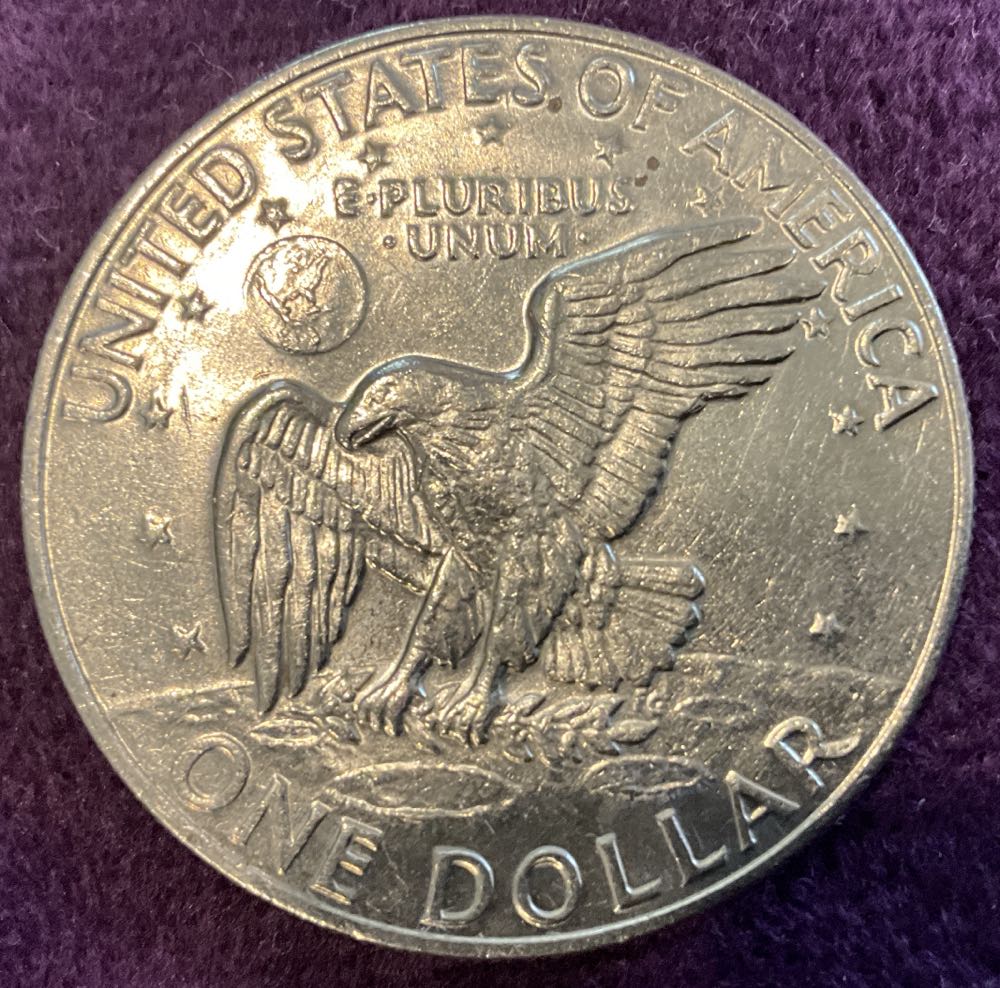 UNITED STATES OF AMERICA
E·PLURIBUS
·UNUM·
ONE DOLLAR